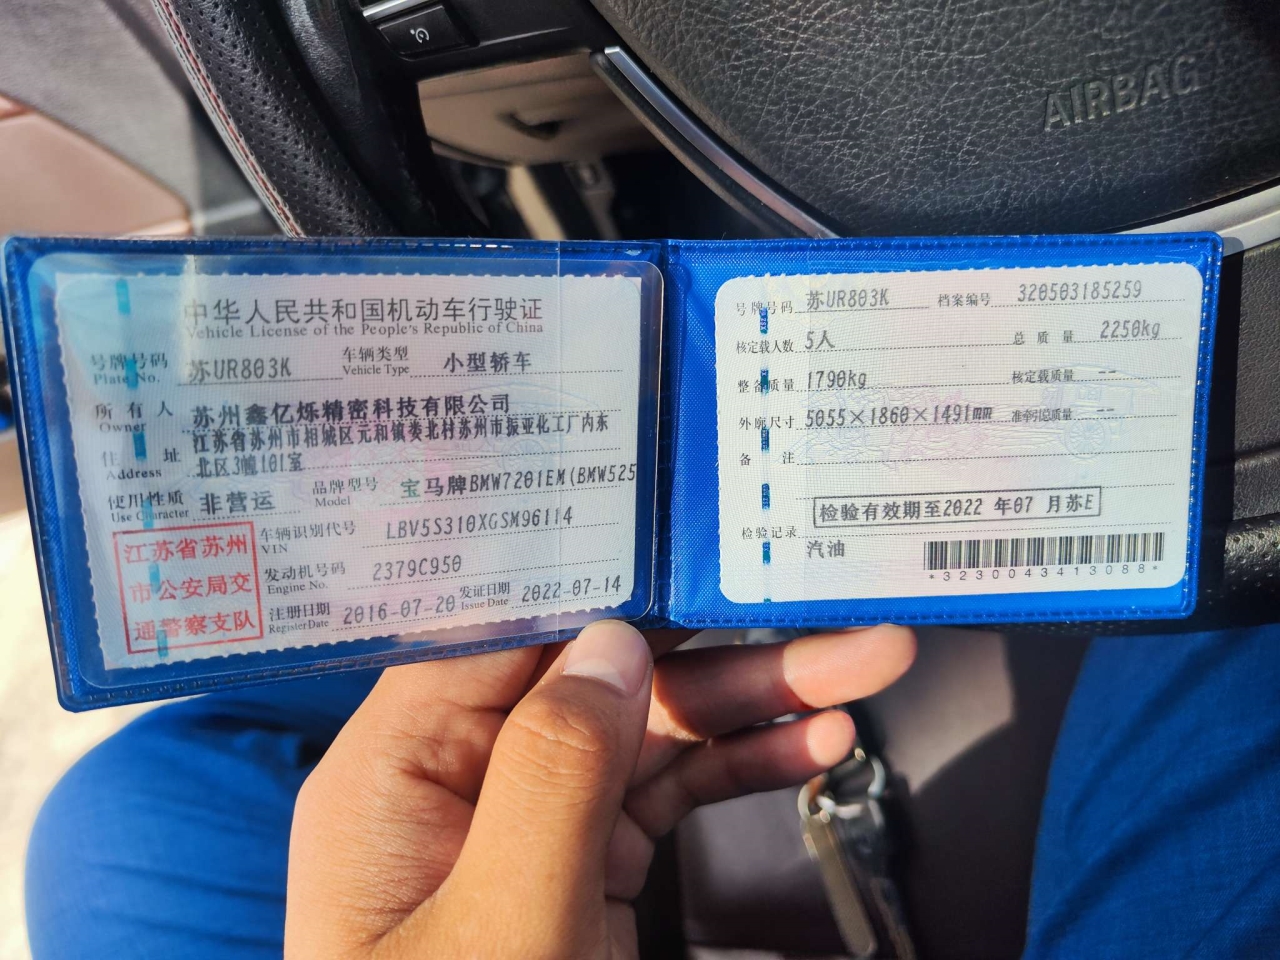 AIRBAG
中华人民共和国机动车行驶证
Vehicle License of the People's Republic of China
号牌号码 苏UR803K 车辆类型 小型轿车
Plate No. Vehicle Type
所有人 苏州鑫亿烁精密科技有限公司
Owner
住址 江苏省苏州市相城区元和镇娄北村苏州市振亚化工厂内东
Address 北区3幢101室
使用性质 非营运 品牌型号 宝马牌BMW7201EM(BMW525
Use Character Model
江苏省苏州
市公安局交
通警察支队
车辆识别代号 LBV5S310XGSM96114
VIN
发动机号码 2379C950
Engine No.
注册日期 2016-07-20 发证日期 2022-07-14
Register Date Issue Date
号牌号码 苏UR803K 档案编号 320503185259
核定载人数 5人 总质量 2250kg
整备质量 1790kg 核定载质量 --
外廓尺寸 5055×1860×1491mm 准牵引总质量 --
备注
检验有效期至2022 年07 月苏E
检验记录
汽油
*3230043413088*